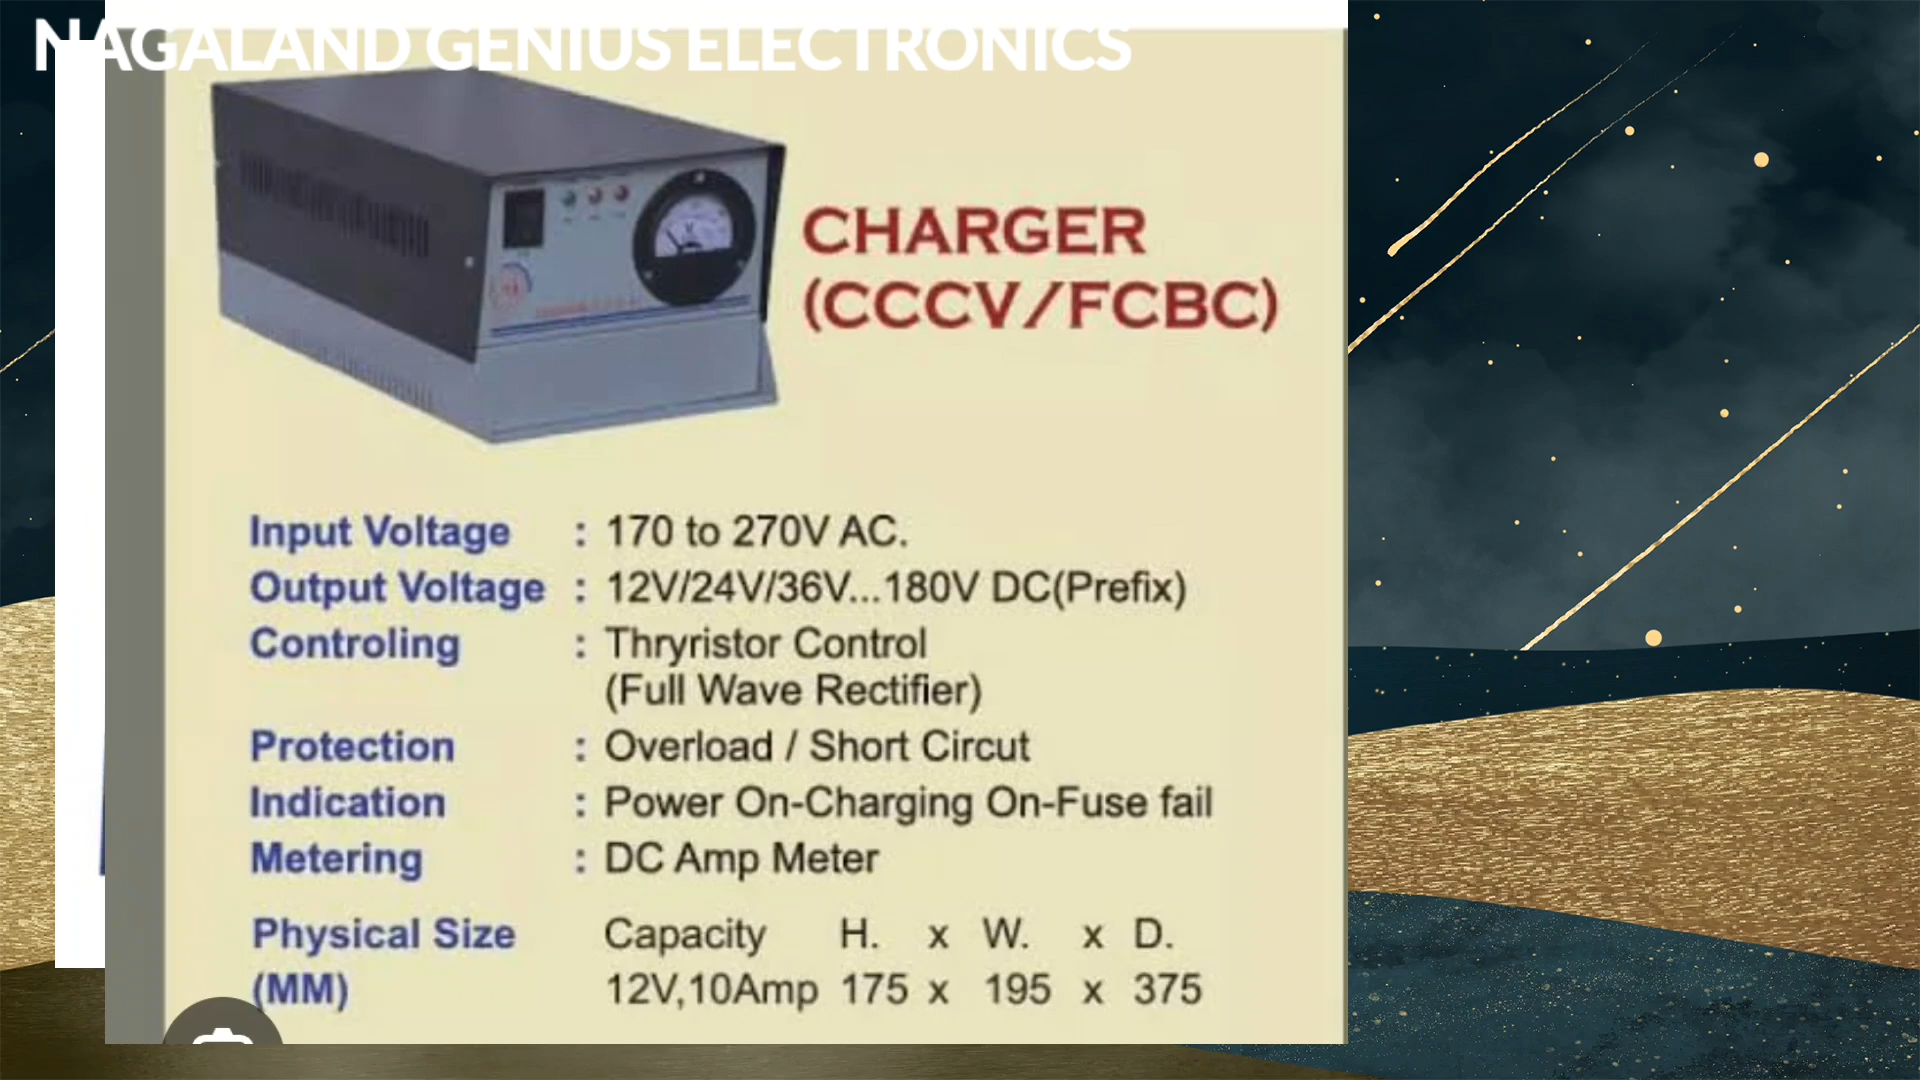 NAGALAND GENIUS ELECTRONICS
CHARGER
(CCCV/FCBC)
Input Voltage : 170 to 270V AC.
Output Voltage : 12V/24V/36V...180V DC(Prefix)
Controling : Thryristor Control
(Full Wave Rectifier)
Protection : Overload / Short Circut
Indication : Power On-Charging On-Fuse fail
Metering : DC Amp Meter
Physical Size Capacity H. x W. x D.
(MM) 12V,10Amp 175 x 195 x 375